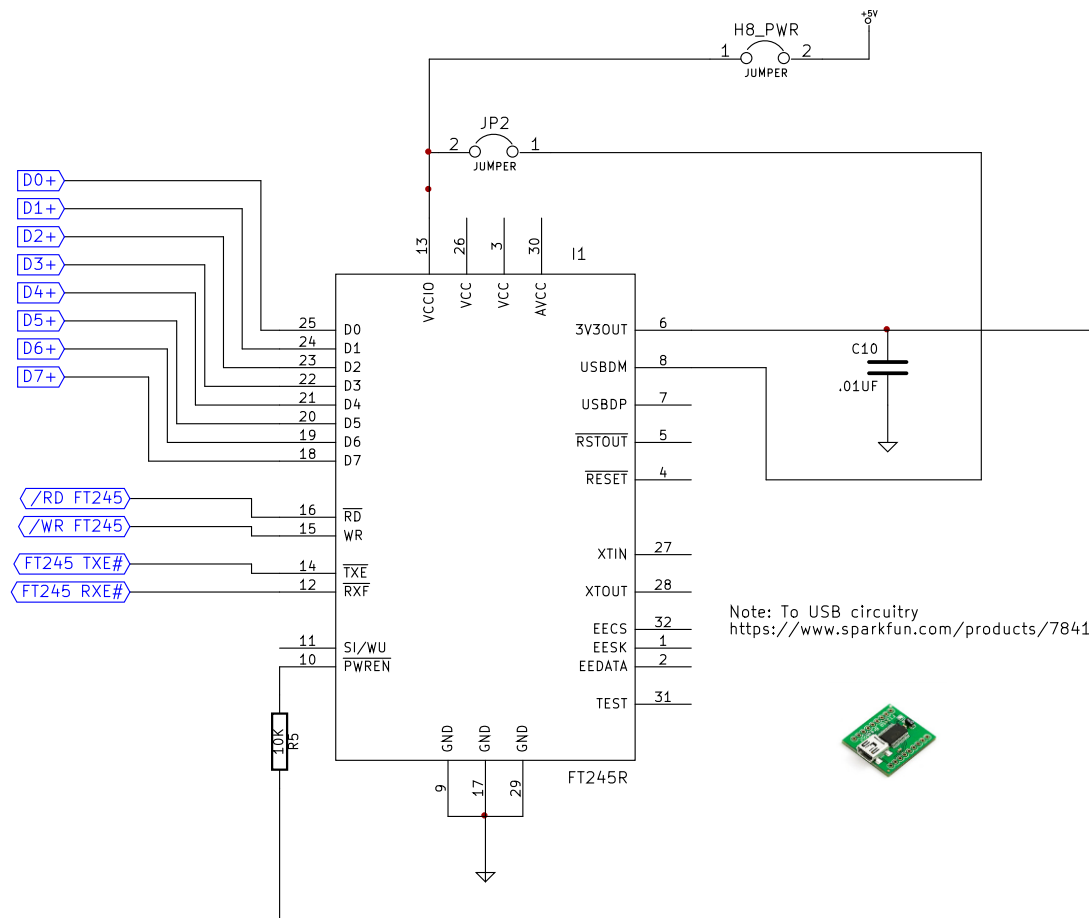 +5V
H8_PWR
1 2
JUMPER
JP2
2 1
JUMPER
D0+
D1+
D2+
D3+
D4+
D5+
D6+
D7+
13 26 3 30
I1
VCCIO VCC VCC AVCC
25 D0
24 D1
23 D2
22 D3
21 D4
20 D5
19 D6
18 D7
3V3OUT 6
USBDM 8
USBDP 7
RSTOUT 5
RESET 4
C10
.01UF
/RD FT245
/WR FT245
FT245 TXE#
FT245 RXE#
16 RD
15 WR
14 TXE
12 RXF
11 SI/WU
10 PWREN
XTIN 27
XTOUT 28
EECS 32
EESK 1
EEDATA 2
TEST 31
Note: To USB circuitry
https://www.sparkfun.com/products/7841
10K
R5
GND GND GND
9 17 29
FT245R